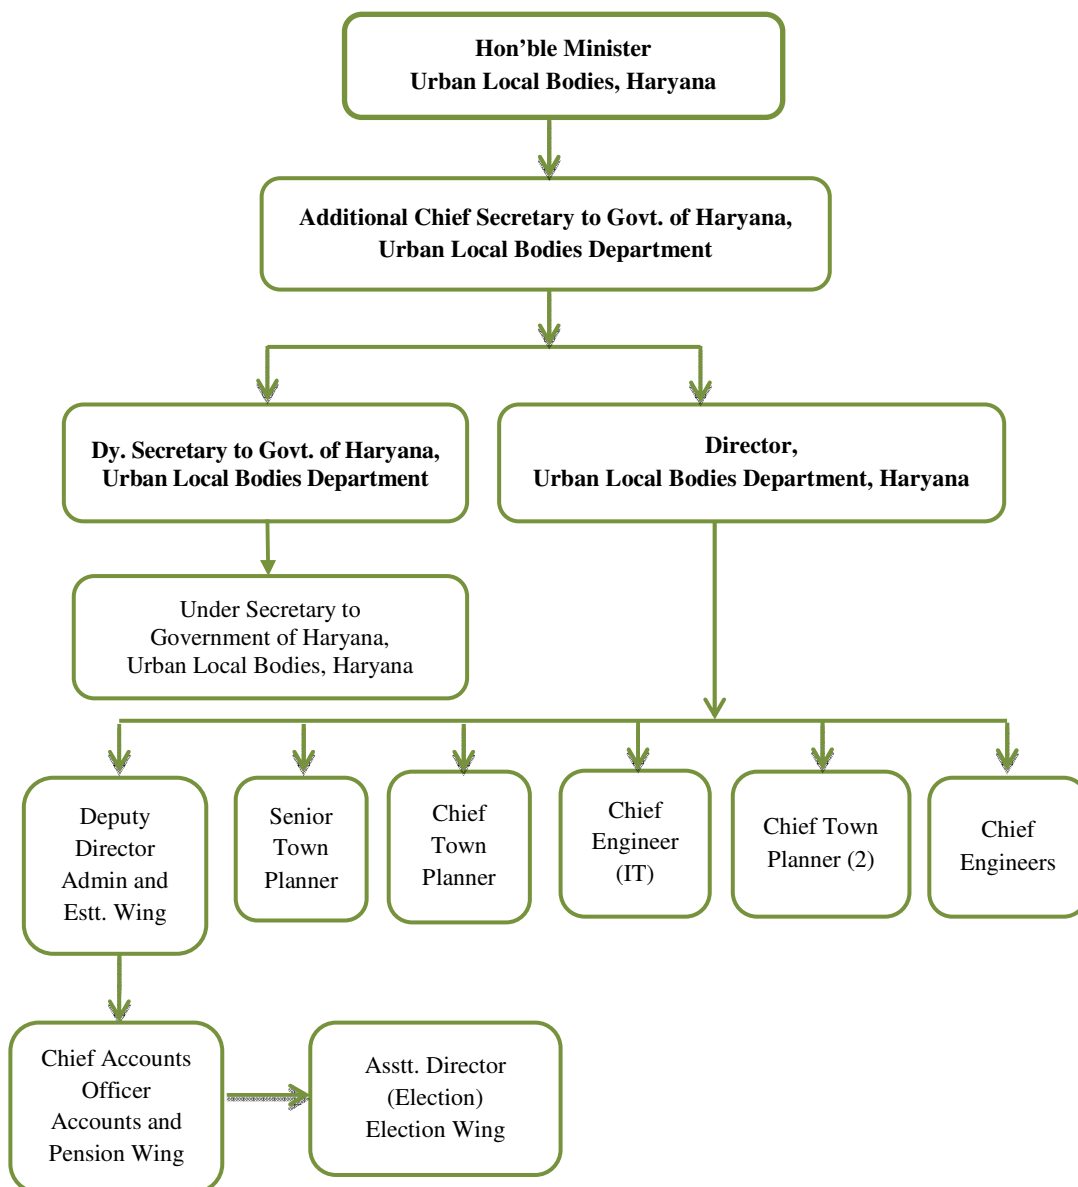 Hon’ble Minister
Urban Local Bodies, Haryana
Additional Chief Secretary to Govt. of Haryana,
Urban Local Bodies Department
Dy. Secretary to Govt. of Haryana,
Urban Local Bodies Department
Director,
Urban Local Bodies Department, Haryana
Under Secretary to
Government of Haryana,
Urban Local Bodies, Haryana
Deputy
Director
Admin and
Estt. Wing
Senior
Town
Planner
Chief
Town
Planner
Chief
Engineer
(IT)
Chief Town
Planner (2)
Chief
Engineers
Chief Accounts
Officer
Accounts and
Pension Wing
Asstt. Director
(Election)
Election Wing